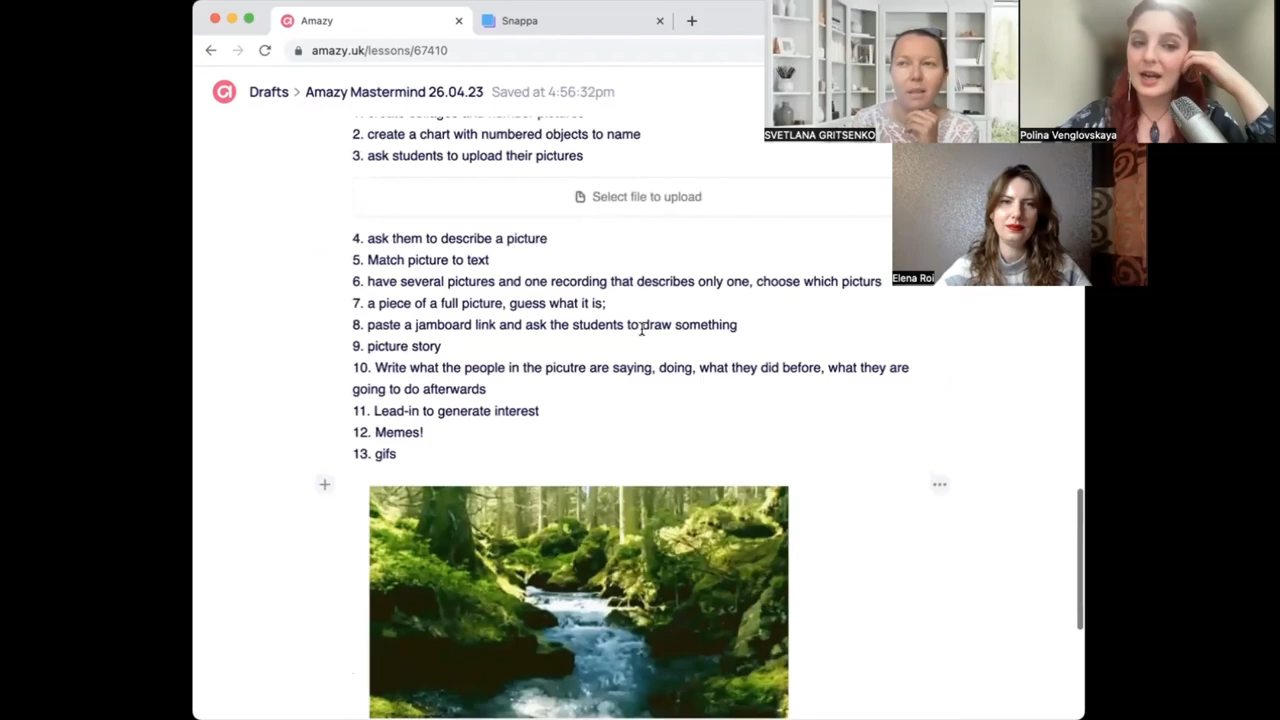 Amazy
Snappa
amazy.uk/lessons/67410
Drafts > Amazy Mastermind 26.04.23 Saved at 4:56:32pm
2. create a chart with numbered objects to name
3. ask students to upload their pictures
Select file to upload
4. ask them to describe a picture
5. Match picture to text
6. have several pictures and one recording that describes only one, choose which picturs
7. a piece of a full picture, guess what it is;
8. paste a jamboard link and ask the students to draw something
9. picture story
10. Write what the people in the picutre are saying, doing, what they did before, what they are
going to do afterwards
11. Lead-in to generate interest
12. Memes!
13. gifs
SVETLANA GRITSENKO
Polina Venglovskaya
Elena Roi